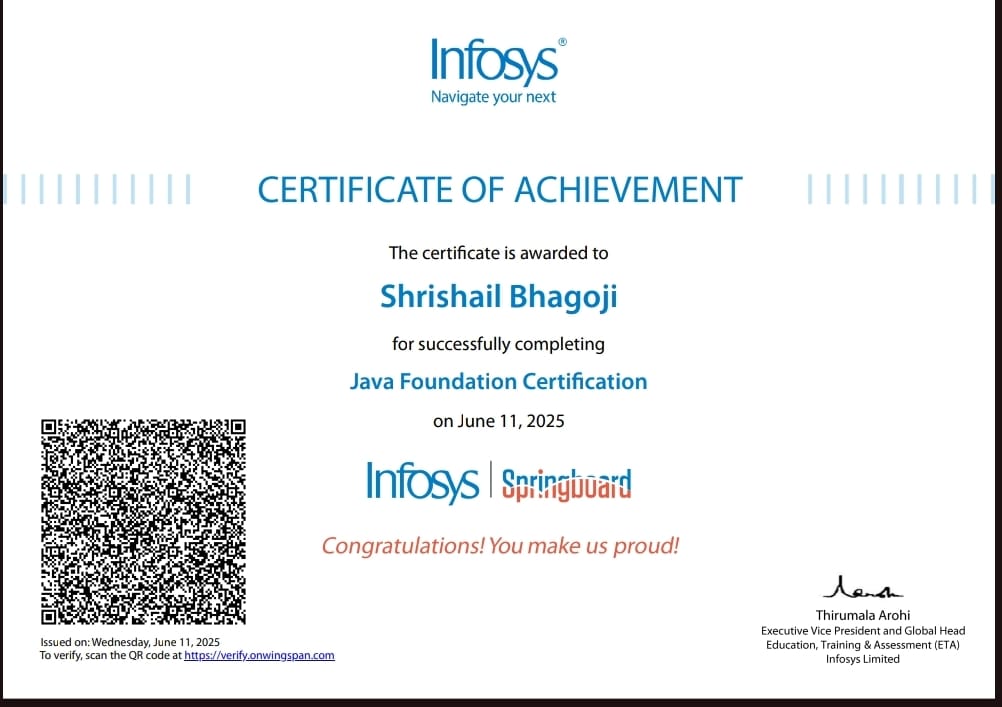 Infosys®
Navigate your next
CERTIFICATE OF ACHIEVEMENT
The certificate is awarded to
Shrishail Bhagoji
for successfully completing
Java Foundation Certification
on June 11, 2025
Infosys | Springboard
Congratulations! You make us proud!
Issued on: Wednesday, June 11, 2025
To verify, scan the QR code at https://verify.onwingspan.com
Thirumala Arohi
Executive Vice President and Global Head
Education, Training & Assessment (ETA)
Infosys Limited